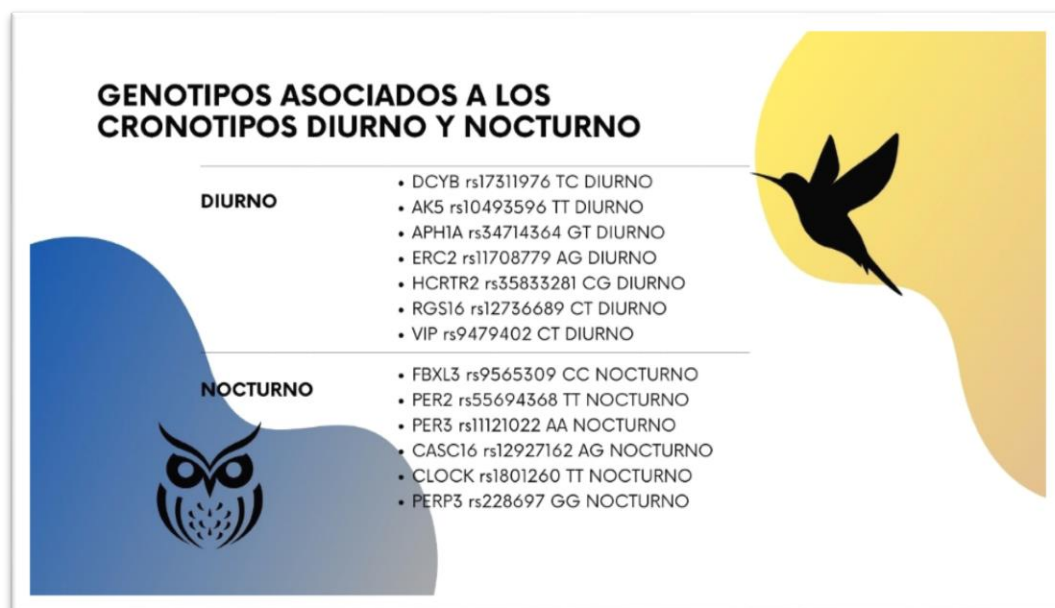 GENOTIPOS ASOCIADOS A LOS
CRONOTIPOS DIURNO Y NOCTURNO
DIURNO
• DCYB rs17311976 TC DIURNO
• AK5 rs10493596 TT DIURNO
• APH1A rs34714364 GT DIURNO
• ERC2 rs11708779 AG DIURNO
• HCRTR2 rs35833281 CG DIURNO
• RGS16 rs12736689 CT DIURNO
• VIP rs9479402 CT DIURNO
NOCTURNO
• FBXL3 rs9565309 CC NOCTURNO
• PER2 rs55694368 TT NOCTURNO
• PER3 rs11121022 AA NOCTURNO
• CASC16 rs12927162 AG NOCTURNO
• CLOCK rs1801260 TT NOCTURNO
• PERP3 rs228697 GG NOCTURNO